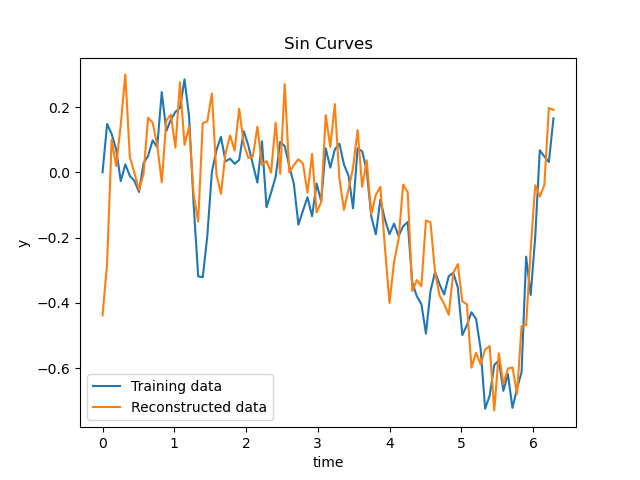 Sin Curves
y
0.2
0.0
−0.2
−0.4
−0.6
Training data
Reconstructed data
0 1 2 3 4 5 6
time